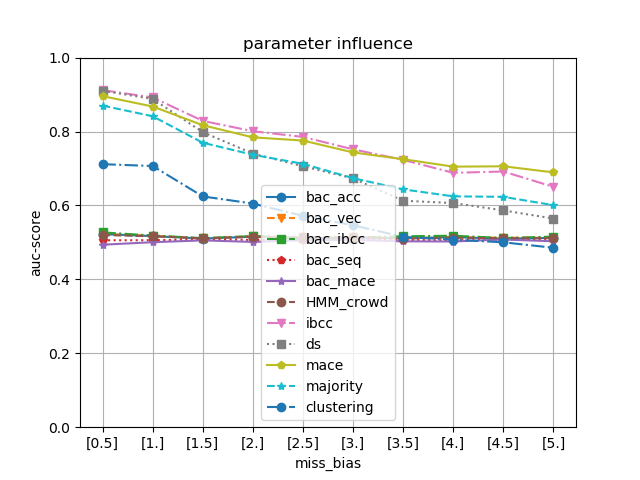 parameter influence
auc-score
1.0
0.8
0.6
0.4
0.2
0.0
bac_acc
bac_vec
bac_ibcc
bac_seq
bac_mace
HMM_crowd
ibcc
ds
mace
majority
clustering
[0.5] [1.] [1.5] [2.] [2.5] [3.] [3.5] [4.] [4.5] [5.]
miss_bias